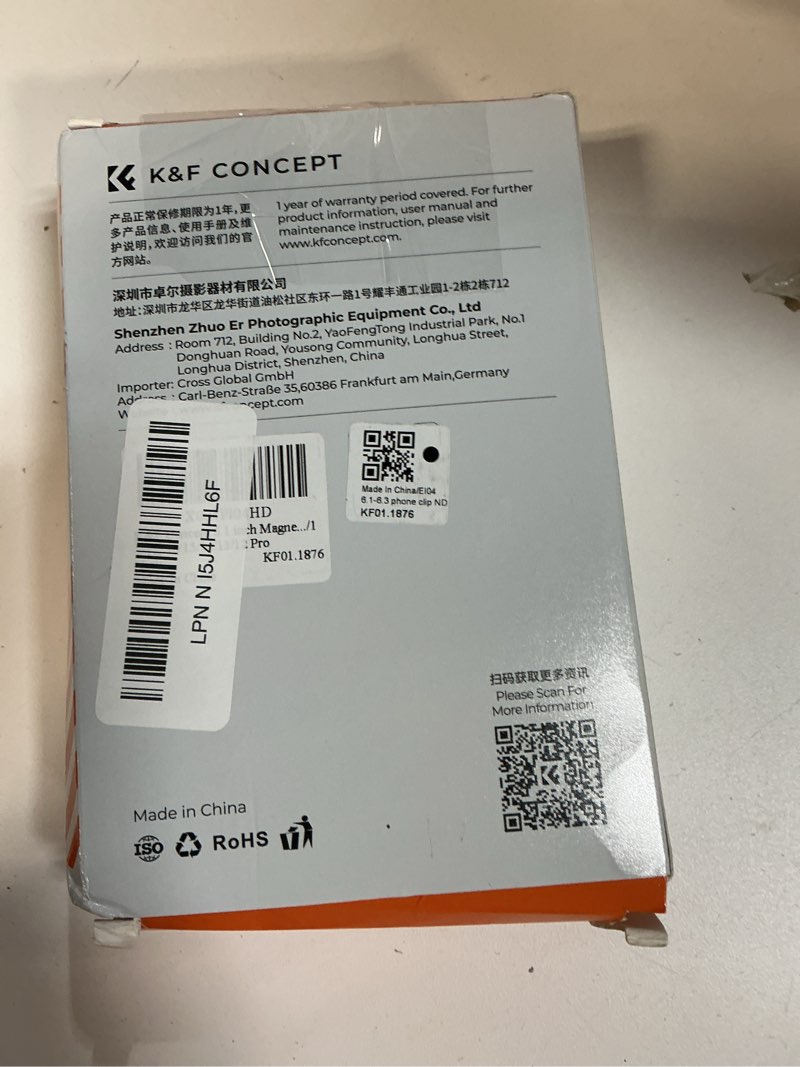 K&F CONCEPT
产品正常保修期限为1年，更
多产品信息、使用手册及维
护说明，欢迎访问我们的官
方网站。
1 year of warranty period covered. For further
product information, user manual and
maintenance instruction, please visit
www.kfconcept.com.
深圳市卓尔摄影器材有限公司
地址：深圳市龙华区龙华街道油松社区东环一路1号耀丰通工业园1-2栋2栋712
Shenzhen Zhuo Er Photographic Equipment Co., Ltd
Address : Room 712, Building No.2, YaoFengTong Industrial Park, No.1
Donghuan Road, Yousong Community, Longhua Street,
Longhua District, Shenzhen, China
Importer: Cross Global GmbH
Address : Carl-Benz-Straße 35,60386 Frankfurt am Main,Germany
LPN N I5J4HHL6F
HD
Magne.../1
Pro
KF01.1876
Made In China/EI04
6.1-6.3 phone clip ND
KF01.1876
扫码获取更多资讯
Please Scan For
More Information
Made in China
ISO
RoHS